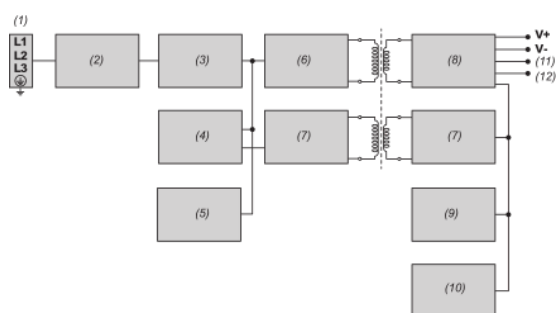 (1)
L1
L2
L3
(2)
(3)
(6)
(8)
V+
V-
(11)
(12)
(4)
(7)
(7)
(5)
(9)
(10)